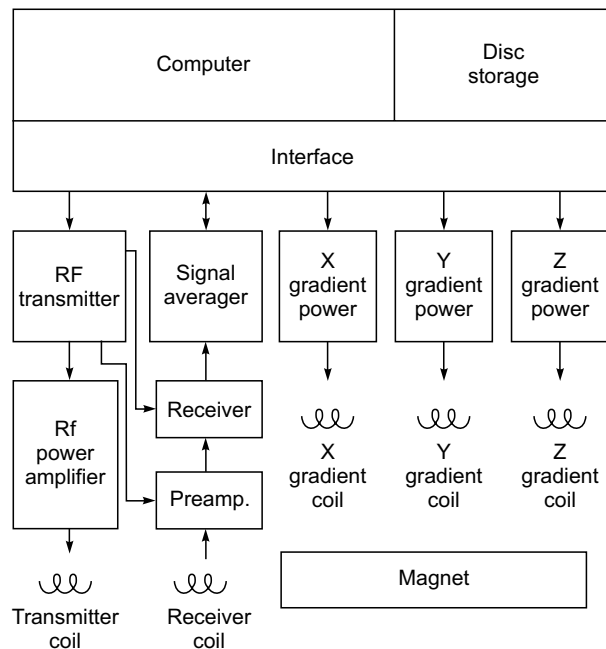 Computer
Disc
storage
Interface
RF
transmitter
Signal
averager
X
gradient
power
Y
gradient
power
Z
gradient
power
Rf
power
amplifier
Receiver
Preamp.
X
gradient
coil
Y
gradient
coil
Z
gradient
coil
Transmitter
coil
Receiver
coil
Magnet